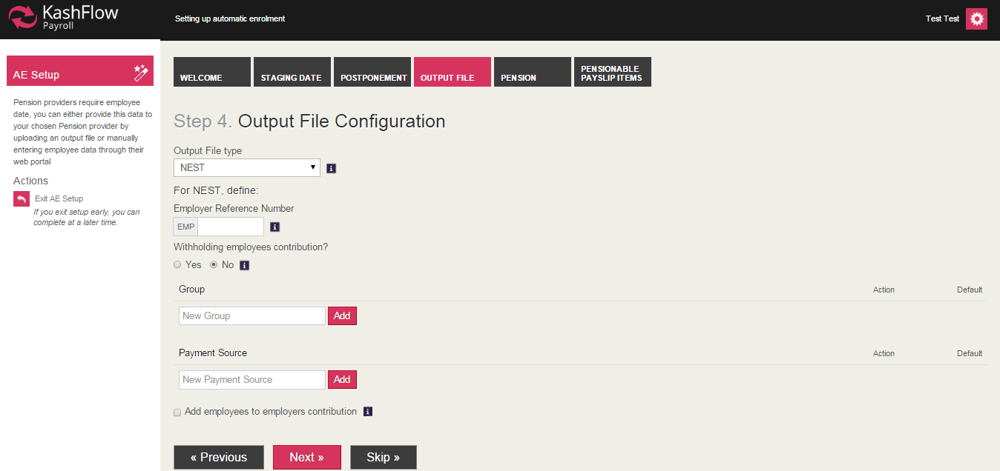 KashFlow
Payroll
Setting up automatic enrolment
Test Test
AE Setup
Pension providers require employee
date, you can either provide this data to
your chosen Pension provider by
uploading an output file or manually
entering employee data through their
web portal
Actions
Exit AE Setup
If you exit setup early, you can
complete at a later time.
WELCOME
STAGING DATE
POSTPONEMENT
OUTPUT FILE
PENSION
PENSIONABLE
PAYSLIP ITEMS
Step 4. Output File Configuration
Output File type
NEST
i
For NEST, define:
Employer Reference Number
EMP
i
Withholding employees contribution?
Yes No i
Group Action Default
New Group Add
Payment Source Action Default
New Payment Source Add
Add employees to employers contribution i
« Previous Next » Skip »